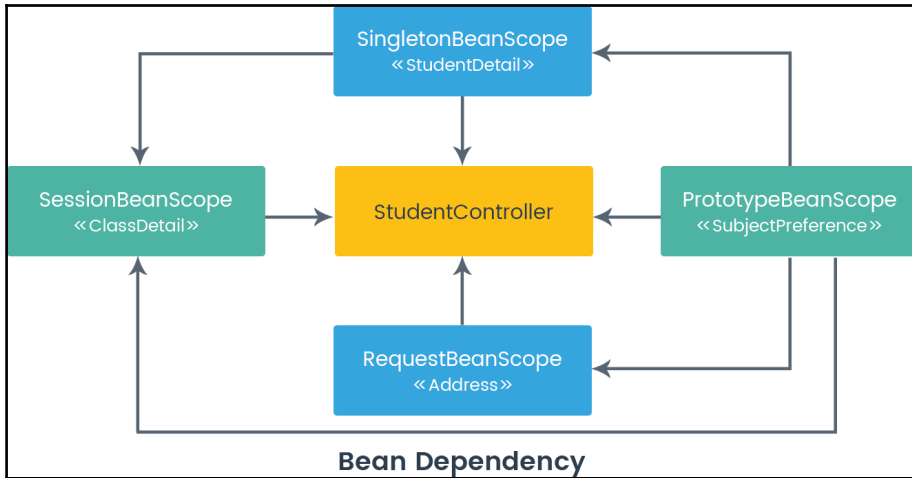 SingletonBeanScope
«StudentDetail»
SessionBeanScope
«ClassDetail»
StudentController
PrototypeBeanScope
«SubjectPreference»
RequestBeanScope
«Address»
Bean Dependency